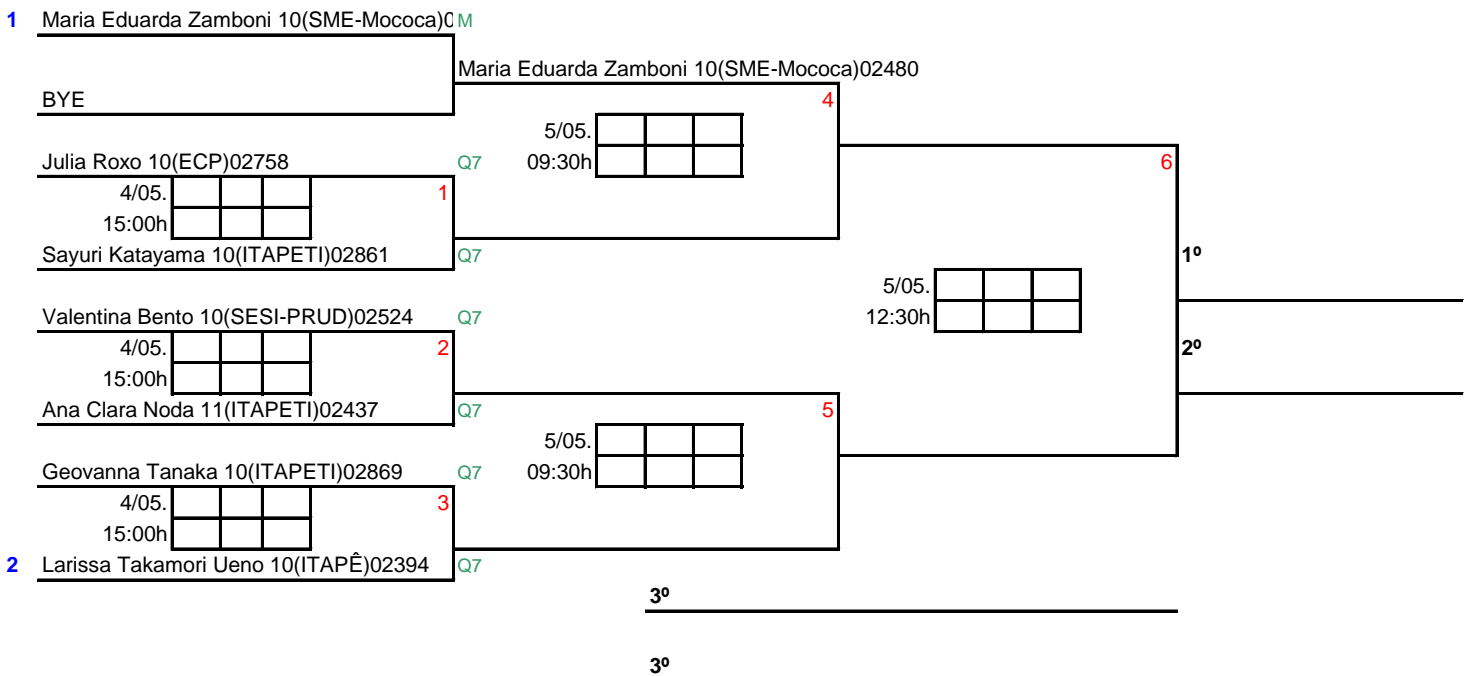 1 Maria Eduarda Zamboni 10(SME-Mococa)0 M
Maria Eduarda Zamboni 10(SME-Mococa)02480
BYE
4
5/05.
09:30h
Julia Roxo 10(ECP)02758 Q7
6
4/05.
1
15:00h
Sayuri Katayama 10(ITAPETI)02861 Q7
1º
5/05.
12:30h
Valentina Bento 10(SESI-PRUD)02524 Q7
4/05.
2
2º
15:00h
Ana Clara Noda 11(ITAPETI)02437 Q7
5
5/05.
09:30h
Geovanna Tanaka 10(ITAPETI)02869 Q7
4/05.
3
15:00h
2 Larissa Takamori Ueno 10(ITAPÊ)02394 Q7
3º
3º